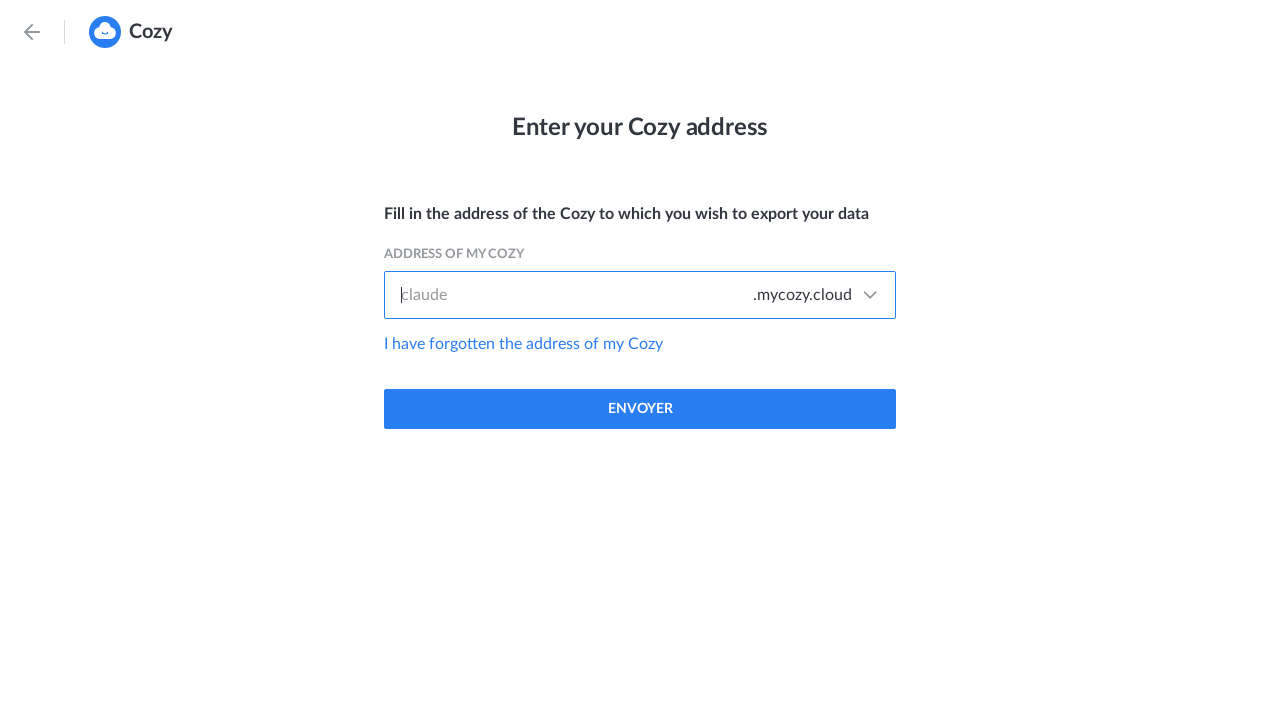 Cozy
Enter your Cozy address
Fill in the address of the Cozy to which you wish to export your data
ADDRESS OF MY COZY
claude .mycozy.cloud
I have forgotten the address of my Cozy
ENVOYER